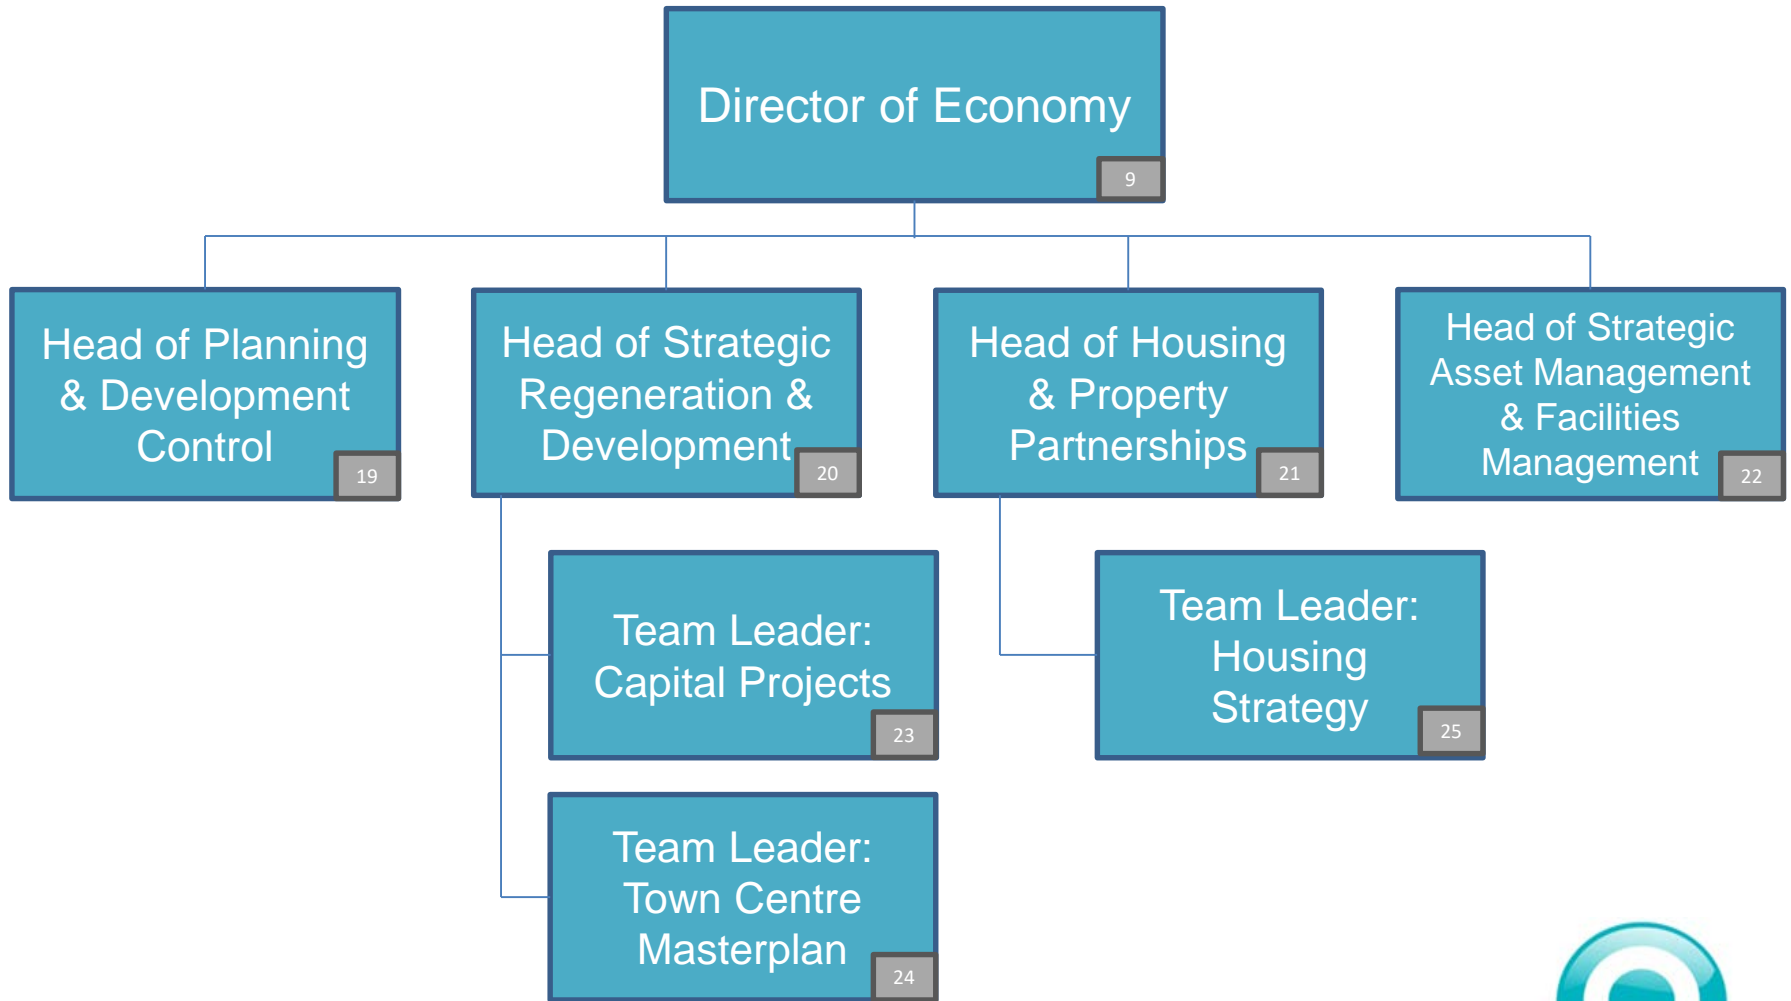 Director of Economy
9
Head of Planning
& Development
Control
19
Head of Strategic
Regeneration &
Development
20
Head of Housing
& Property
Partnerships
21
Head of Strategic
Asset Management
& Facilities
Management
22
Team Leader:
Capital Projects
23
Team Leader:
Housing
Strategy
25
Team Leader:
Town Centre
Masterplan
24